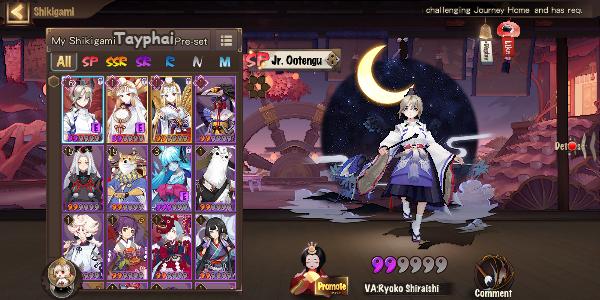 Shikigami
challenging Journey Home and has req.
My Shikigami Tayphai Pre-set
All SP SSR SR R N M
SP Jr. Ootengu
Like
E E
E
Promote
999999
VA:Ryoko Shiraishi
Comment